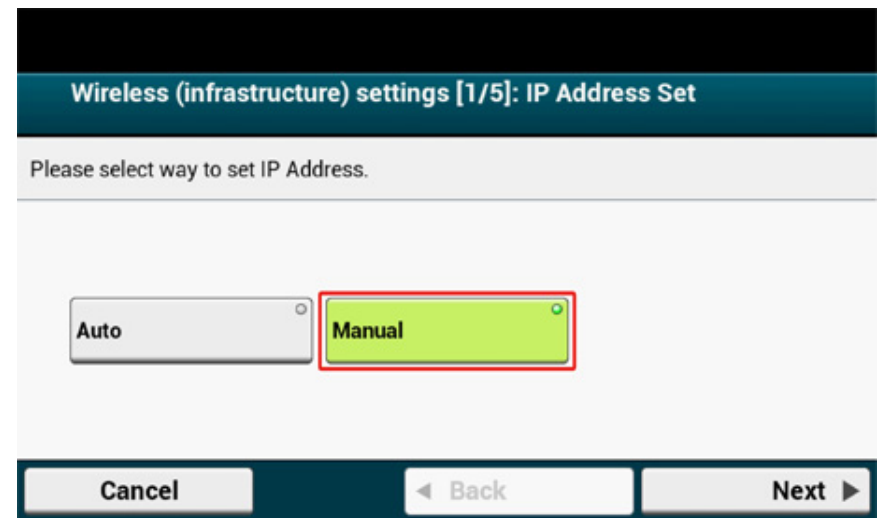 Wireless (infrastructure) settings [1/5]: IP Address Set
Please select way to set IP Address.
Auto
Manual
Cancel
Back
Next